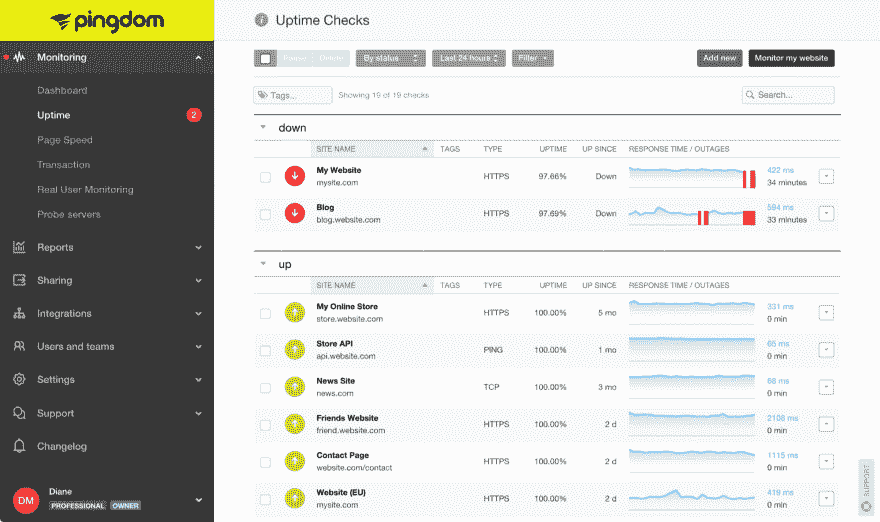 pingdom
Uptime Checks
Monitoring
Dashboard
Uptime 2
Page Speed
Transaction
Real User Monitoring
Probe servers
Reports
Sharing
Integrations
Users and teams
Settings
Support
Changelog
DM Diane
PROFESSIONAL OWNER
Pause Delete By status Last 24 hours Filter Add new Monitor my website
Tags... Showing 19 of 19 checks Search...
down
SITE NAME TAGS TYPE UPTIME UP SINCE RESPONSE TIME / OUTAGES
My Website HTTPS 97.66% Down 422 ms
mysite.com 34 minutes
Blog HTTPS 97.69% Down 594 ms
blog.website.com 33 minutes
up
SITE NAME TAGS TYPE UPTIME UP SINCE RESPONSE TIME / OUTAGES
My Online Store HTTPS 100.00% 5 mo 331 ms
store.website.com 0 min
Store API PING 100.00% 1 mo 65 ms
api.website.com 0 min
News Site TCP 100.00% 3 mo 68 ms
news.com 0 min
Friends Website HTTPS 100.00% 2 d 2108 ms
friend.website.com 0 min
Contact Page HTTPS 100.00% 2 d 1115 ms
website.com/contact 0 min
Website (EU) HTTPS 100.00% 2 d 419 ms
mysite.com 0 min
SUPPORT